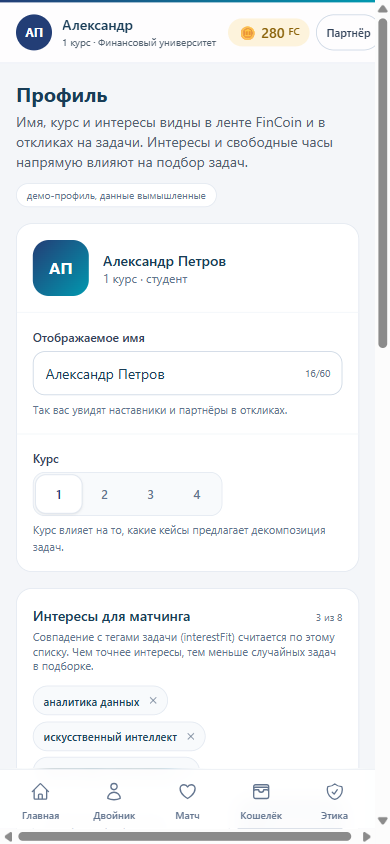 АП
Александр
1 курс · Финансовый университет
280 FC
Партнёр
Профиль
Имя, курс и интересы видны в ленте FinCoin и в
откликах на задачи. Интересы и свободные часы
напрямую влияют на подбор задач.
демо-профиль, данные вымышленные
АП
Александр Петров
1 курс · студент
Отображаемое имя
Александр Петров
16/60
Так вас увидят наставники и партнёры в откликах.
Курс
1 2 3 4
Курс влияет на то, какие кейсы предлагает декомпозиция
задач.
Интересы для матчинга
3 из 8
Совпадение с тегами задачи (interestFit) считается по этому
списку. Чем точнее интересы, тем меньше случайных задач
в подборке.
аналитика данных ×
искусственный интеллект ×
Главная
Двойник
Матч
Кошелёк
Этика